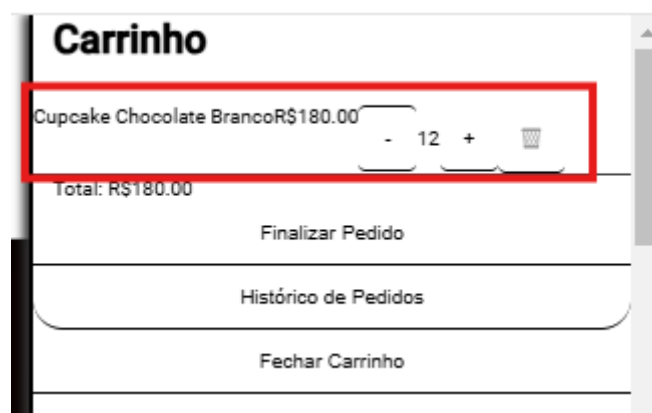 Carrinho
Cupcake Chocolate BrancoR$180.00 - 12 +
Total: R$180.00
Finalizar Pedido
Histórico de Pedidos
Fechar Carrinho